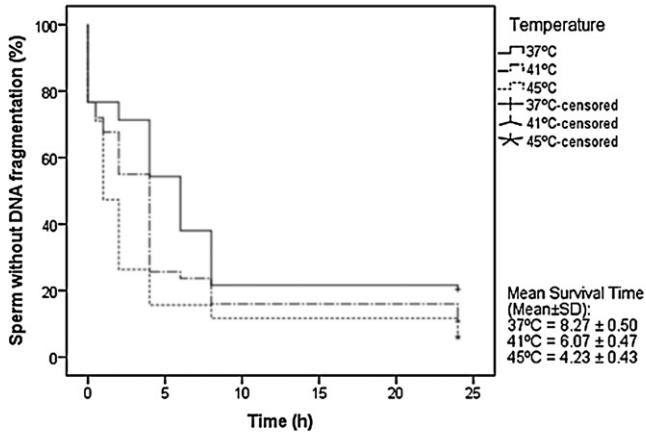 Sperm without DNA fragmentation (%)
100
80
60
40
20
0
0
5
10
15
20
25
Time (h)
Temperature
37ºC
41ºC
45ºC
37ºC-censored
41ºC-censored
45ºC-censored
Mean Survival Time
(Mean±SD):
37ºC = 8.27 ± 0.50
41ºC = 6.07 ± 0.47
45ºC = 4.23 ± 0.43